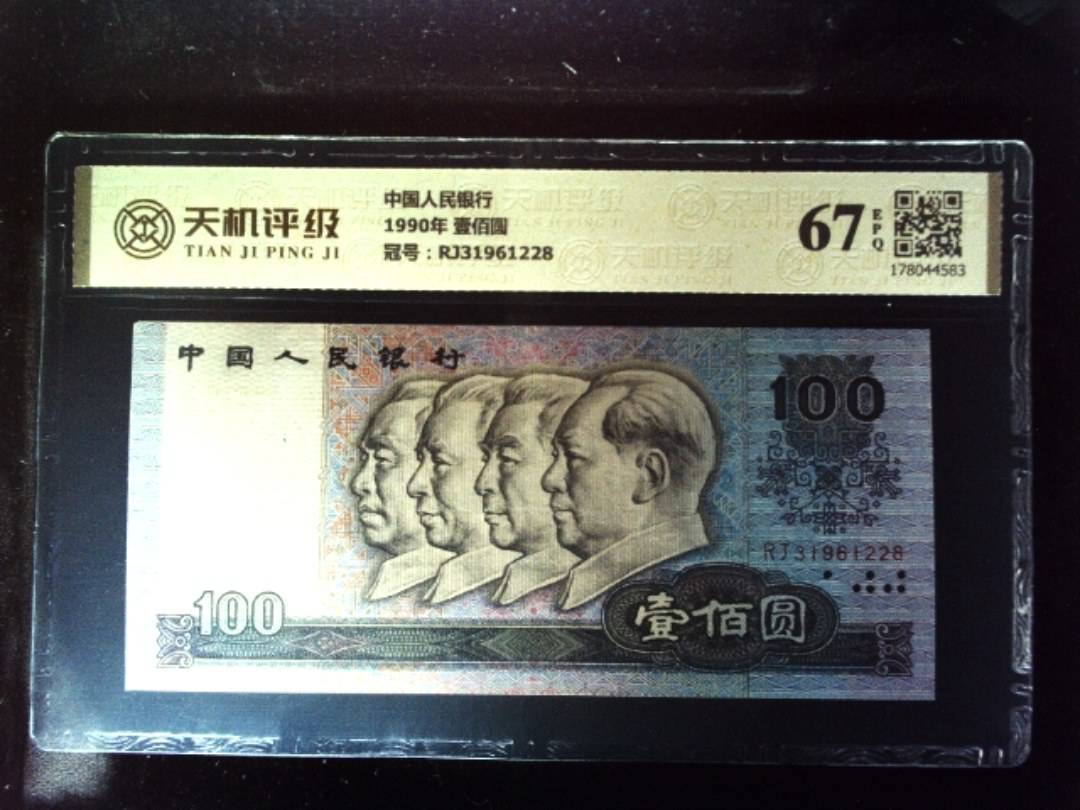 天机评级
TIAN JI PING JI
中国人民银行
1990年 壹佰圆
冠号：RJ31961228
67
EPQ
178044583
中国人民银行
100
RJ31961228
100
壹佰圆